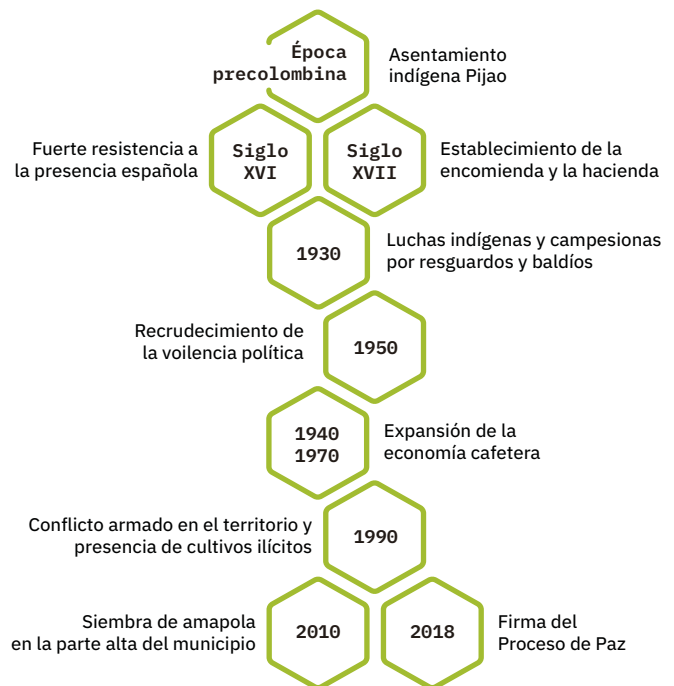 Época
precolombina
Asentamiento
indígena Pijao
Fuerte resistencia a
la presencia española
Siglo
XVI
Siglo
XVII
Establecimiento de la
encomienda y la hacienda
1930
Luchas indígenas y campesionas
por resguardos y baldíos
Recrudecimiento de
la voilencia política
1950
1940
1970
Expansión de la
economía cafetera
Conflicto armado en el territorio y
presencia de cultivos ilícitos
1990
Siembra de amapola
en la parte alta del municipio
2010
2018
Firma del
Proceso de Paz